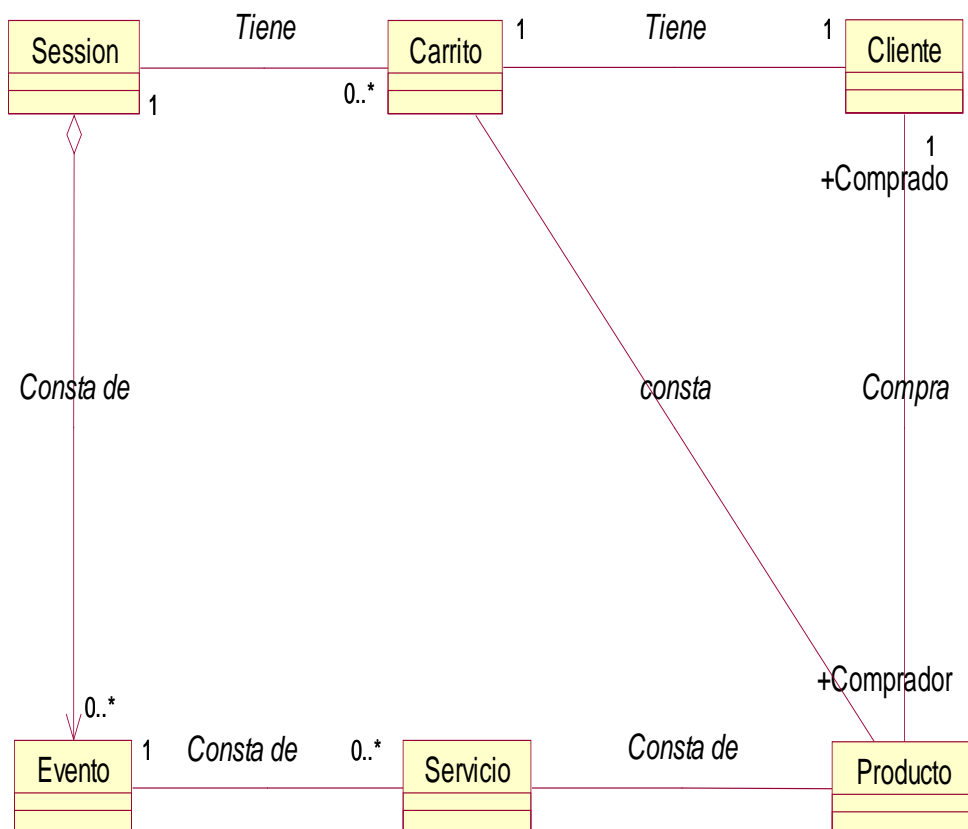 Session
Tiene
Carrito
1
Tiene
1
Cliente
1
0..*
1
+Comprado
Consta de
consta
Compra
+Comprador
0..*
Evento
1
Consta de
0..*
Servicio
Consta de
Producto